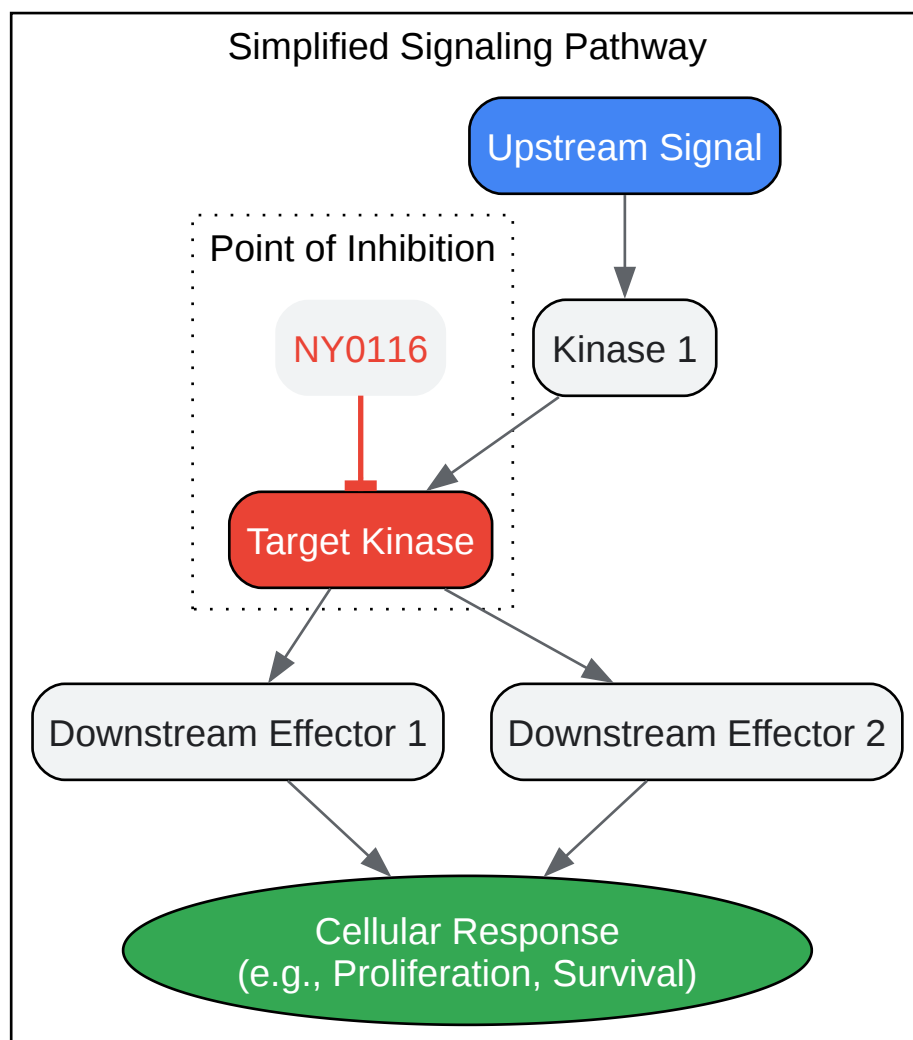 Simplified Signaling Pathway
Upstream Signal
Point of Inhibition
NY0116
Kinase 1
Target Kinase
Downstream Effector 1
Downstream Effector 2
Cellular Response
(e.g., Proliferation, Survival)